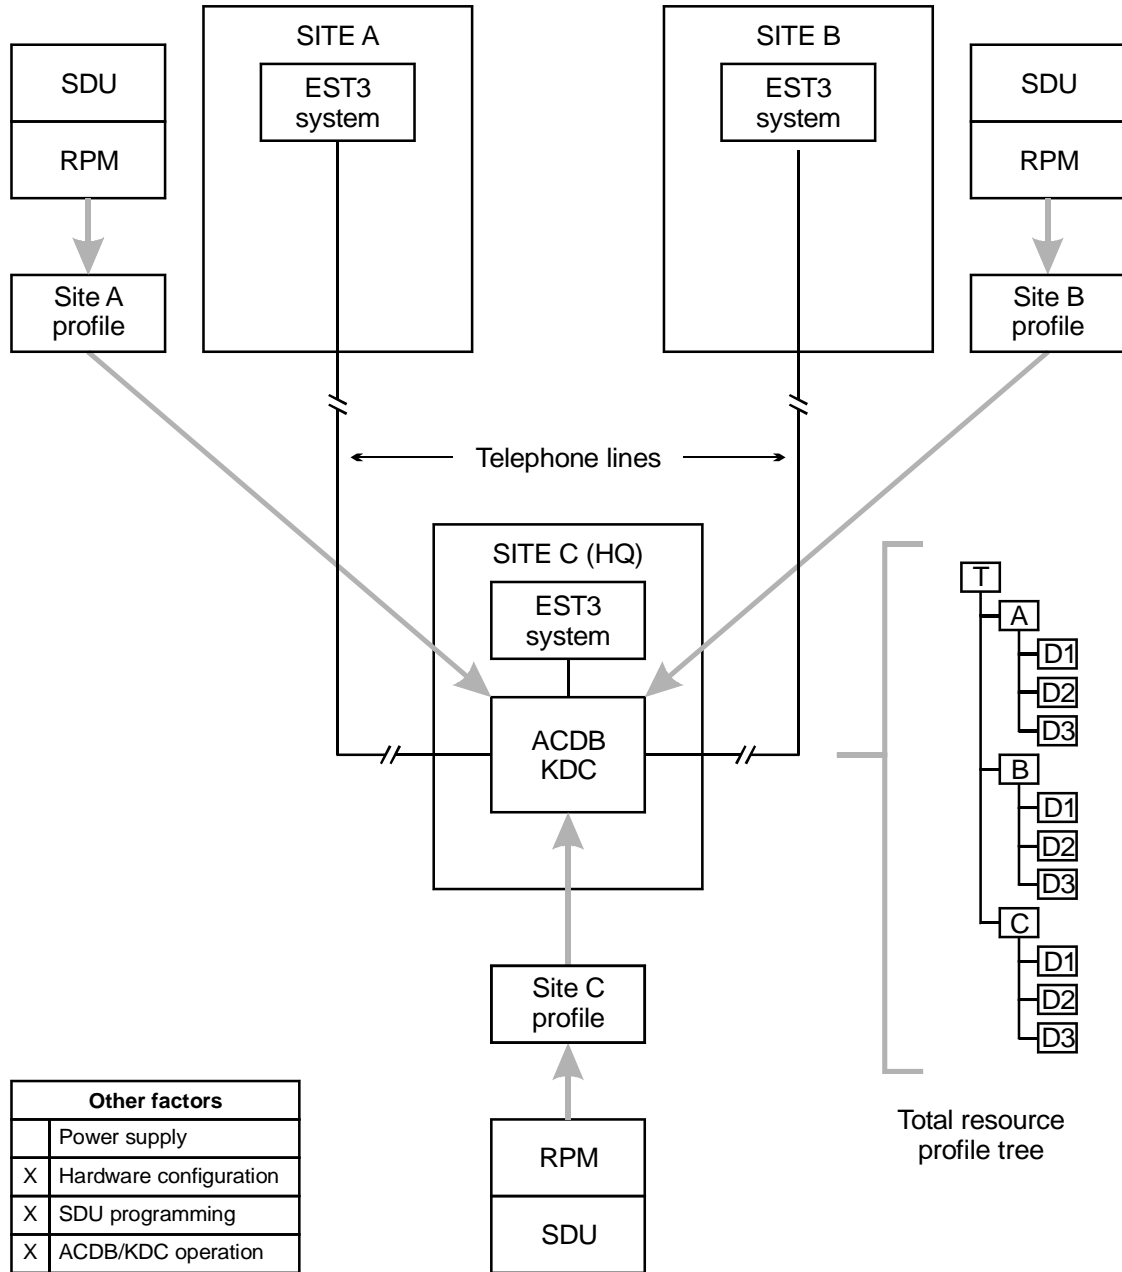 SITE A
EST3
system
SITE B
EST3
system
SDU
RPM
Site A
profile
SDU
RPM
Site B
profile
Telephone lines
SITE C (HQ)
EST3
system
ACDB
KDC
Site C
profile
RPM
SDU
T
A
D1
D2
D3
B
D1
D2
D3
C
D1
D2
D3
Total resource
profile tree
Other factors
Power supply
X Hardware configuration
X SDU programming
X ACDB/KDC operation